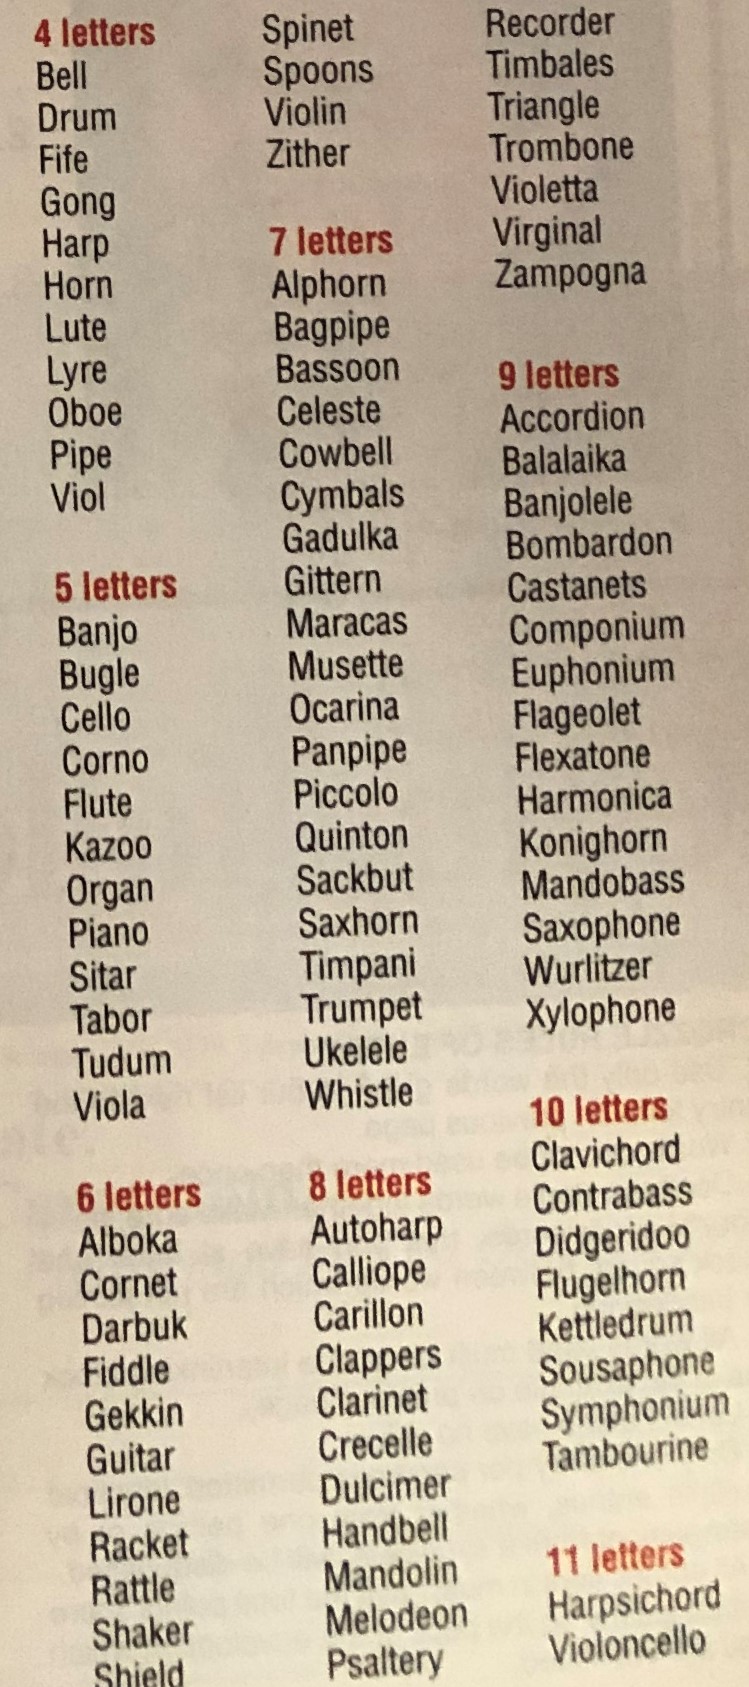 4 letters
Bell
Drum
Fife
Gong
Harp
Horn
Lute
Lyre
Oboe
Pipe
Viol
5 letters
Banjo
Bugle
Cello
Corno
Flute
Kazoo
Organ
Piano
Sitar
Tabor
Tudum
Viola
6 letters
Alboka
Cornet
Darbuk
Fiddle
Gekkin
Guitar
Lirone
Racket
Rattle
Shaker
Shield
Spinet
Spoons
Violin
Zither
7 letters
Alphorn
Bagpipe
Bassoon
Celeste
Cowbell
Cymbals
Gadulka
Gittern
Maracas
Musette
Ocarina
Panpipe
Piccolo
Quinton
Sackbut
Saxhorn
Timpani
Trumpet
Ukelele
Whistle
8 letters
Autoharp
Calliope
Carillon
Clappers
Clarinet
Crecelle
Dulcimer
Handbell
Mandolin
Melodeon
Psaltery
Recorder
Timbales
Triangle
Trombone
Violetta
Virginal
Zampogna
9 letters
Accordion
Balalaika
Banjolele
Bombardon
Castanets
Componium
Euphonium
Flageolet
Flexatone
Harmonica
Konighorn
Mandobass
Saxophone
Wurlitzer
Xylophone
10 letters
Clavichord
Contrabass
Didgeridoo
Flugelhorn
Kettledrum
Sousaphone
Symphonium
Tambourine
11 letters
Harpsichord
Violoncello